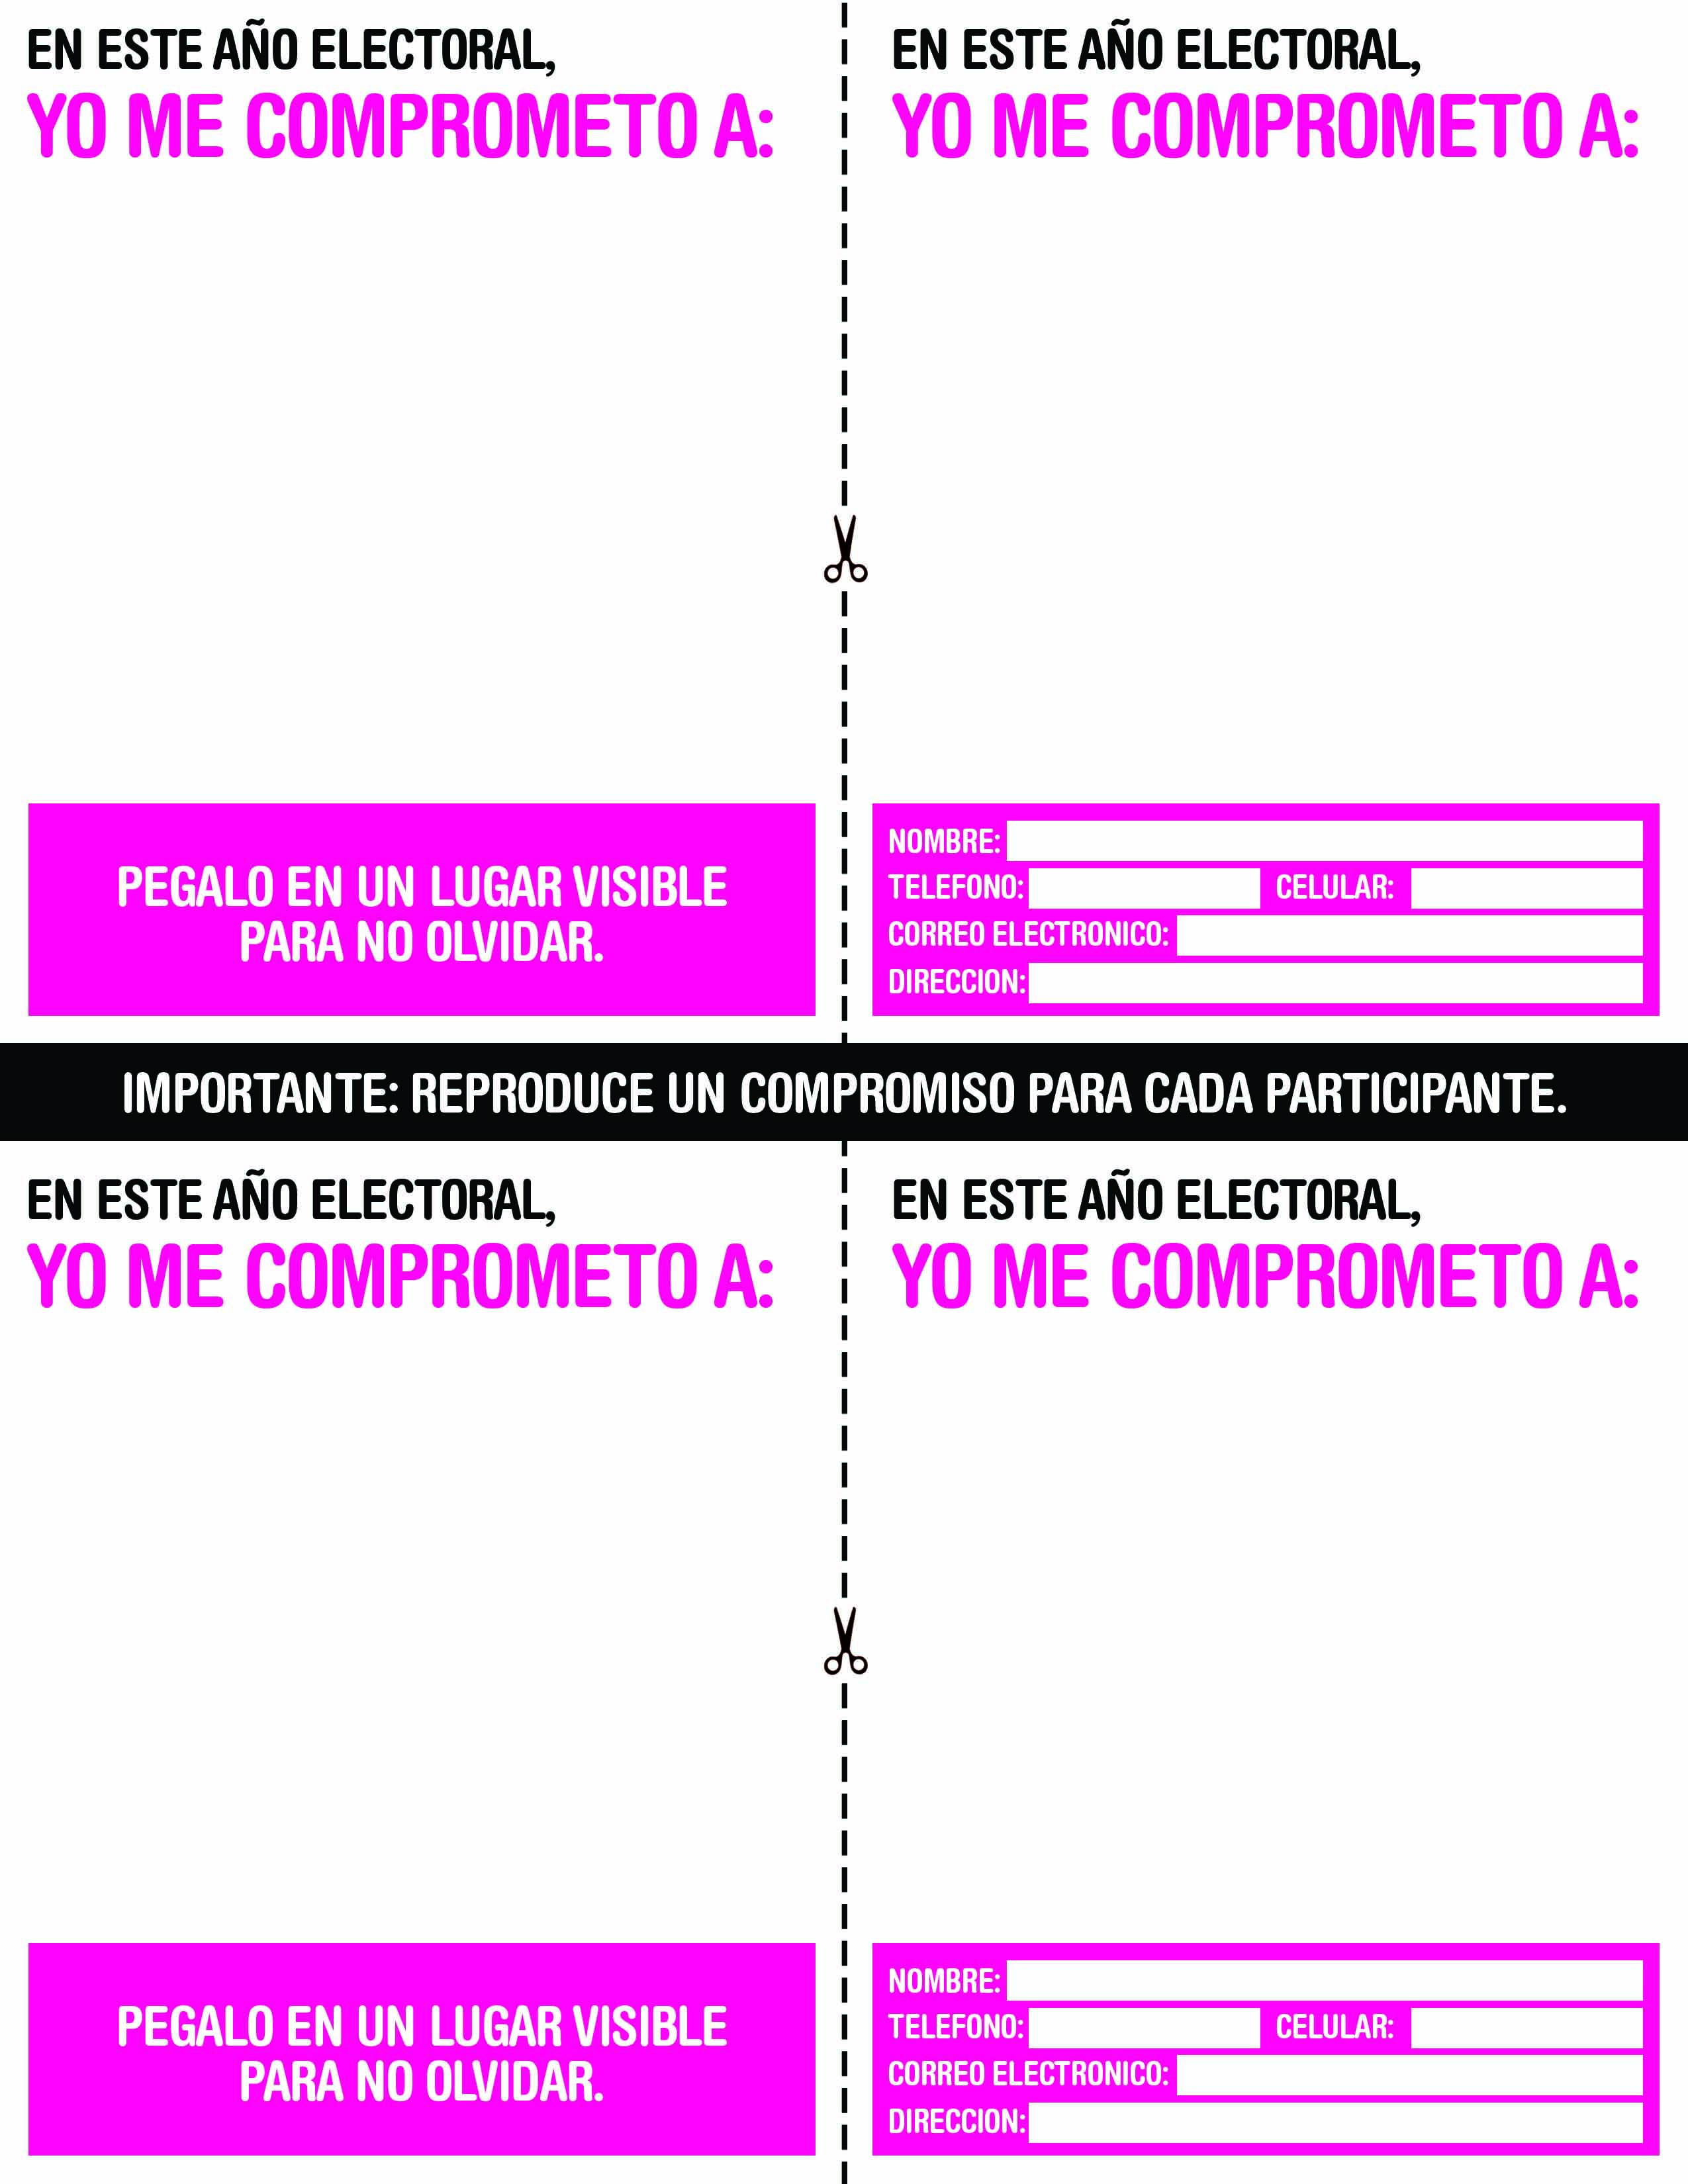 EN ESTE AÑO ELECTORAL,
YO ME COMPROMETO A:
PEGALO EN UN LUGAR VISIBLE
PARA NO OLVIDAR.
EN ESTE AÑO ELECTORAL,
YO ME COMPROMETO A:
NOMBRE:
TELEFONO: CELULAR:
CORREO ELECTRONICO:
DIRECCION:
IMPORTANTE: REPRODUCE UN COMPROMISO PARA CADA PARTICIPANTE.
EN ESTE AÑO ELECTORAL,
YO ME COMPROMETO A:
PEGALO EN UN LUGAR VISIBLE
PARA NO OLVIDAR.
EN ESTE AÑO ELECTORAL,
YO ME COMPROMETO A:
NOMBRE:
TELEFONO: CELULAR:
CORREO ELECTRONICO:
DIRECCION: